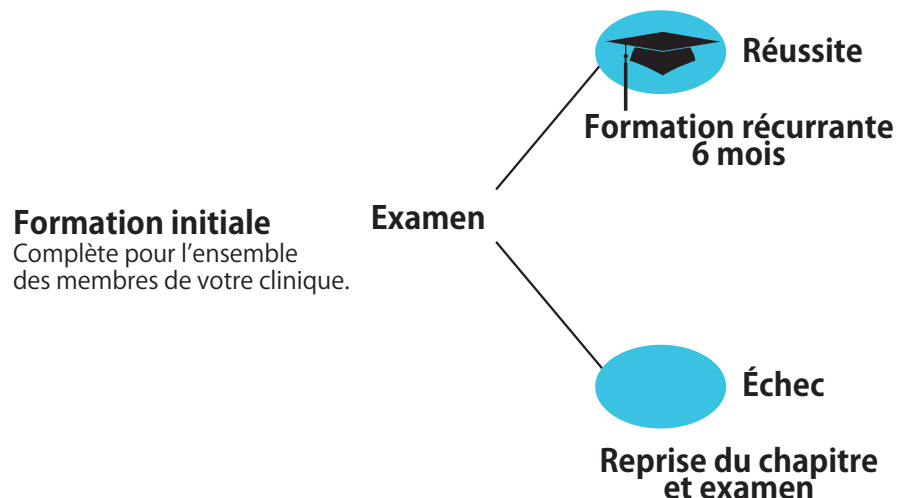 Réussite
Formation récurrante
6 mois
Formation initiale
Complète pour l'ensemble
des membres de votre clinique.
Examen
Échec
Reprise du chapitre
et examen